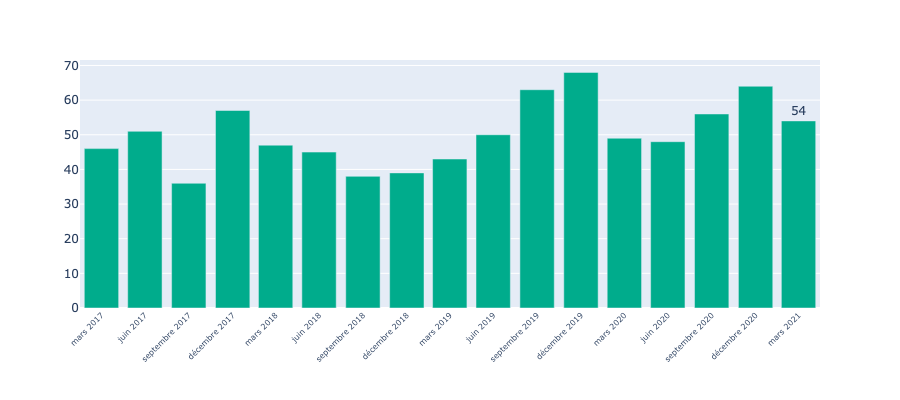 70
60
50
40
30
20
10
0
54
mars 2017
juin 2017
septembre 2017
décembre 2017
mars 2018
juin 2018
septembre 2018
décembre 2018
mars 2019
juin 2019
septembre 2019
décembre 2019
mars 2020
juin 2020
septembre 2020
décembre 2020
mars 2021